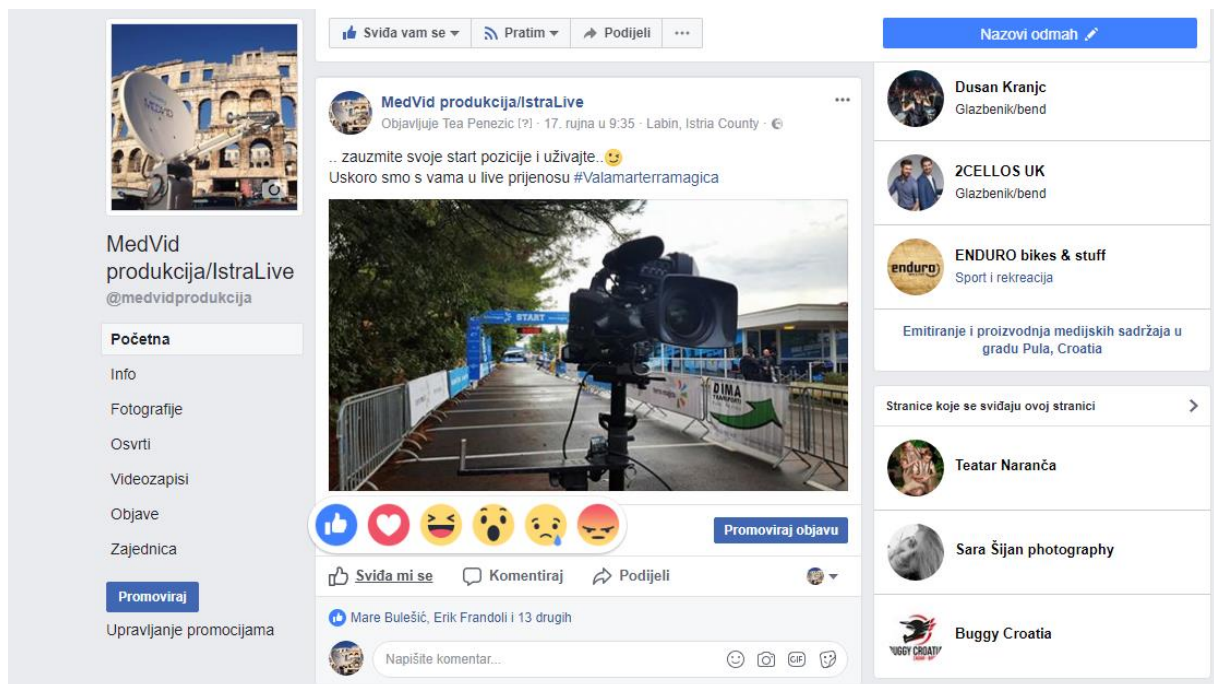 Sviđa vam se
Pratim
Podijeli
Nazovi odmah
MedVid
produkcija/IstraLive
@medvidprodukcija
Početna
Info
Fotografije
Osvrti
Videozapisi
Objave
Zajednica
Promoviraj
Upravljanje promocijama
MedVid produkcija/IstraLive
Objavljuje Tea Penezic [?] · 17. rujna u 9:35 · Labin, Istria County ·
.. zauzmite svoje start pozicije i uživajte..
Uskoro smo s vama u live prijenosu #Valamarterramagica
START
DIMA
TRANSPORTI
Promoviraj objavu
Sviđa mi se
Komentiraj
Podijeli
Mare Bulešić, Erik Frandoli i 13 drugih
Napišite komentar...
GIF
Dusan Kranjc
Glazbenik/bend
2CELLOS UK
Glazbenik/bend
enduro
ENDURO bikes & stuff
Sport i rekreacija
Emitiranje i proizvodnja medijskih sadržaja u
gradu Pula, Croatia
Stranice koje se sviđaju ovoj stranici
Teatar Naranča
Sara Šijan photography
Buggy Croatia